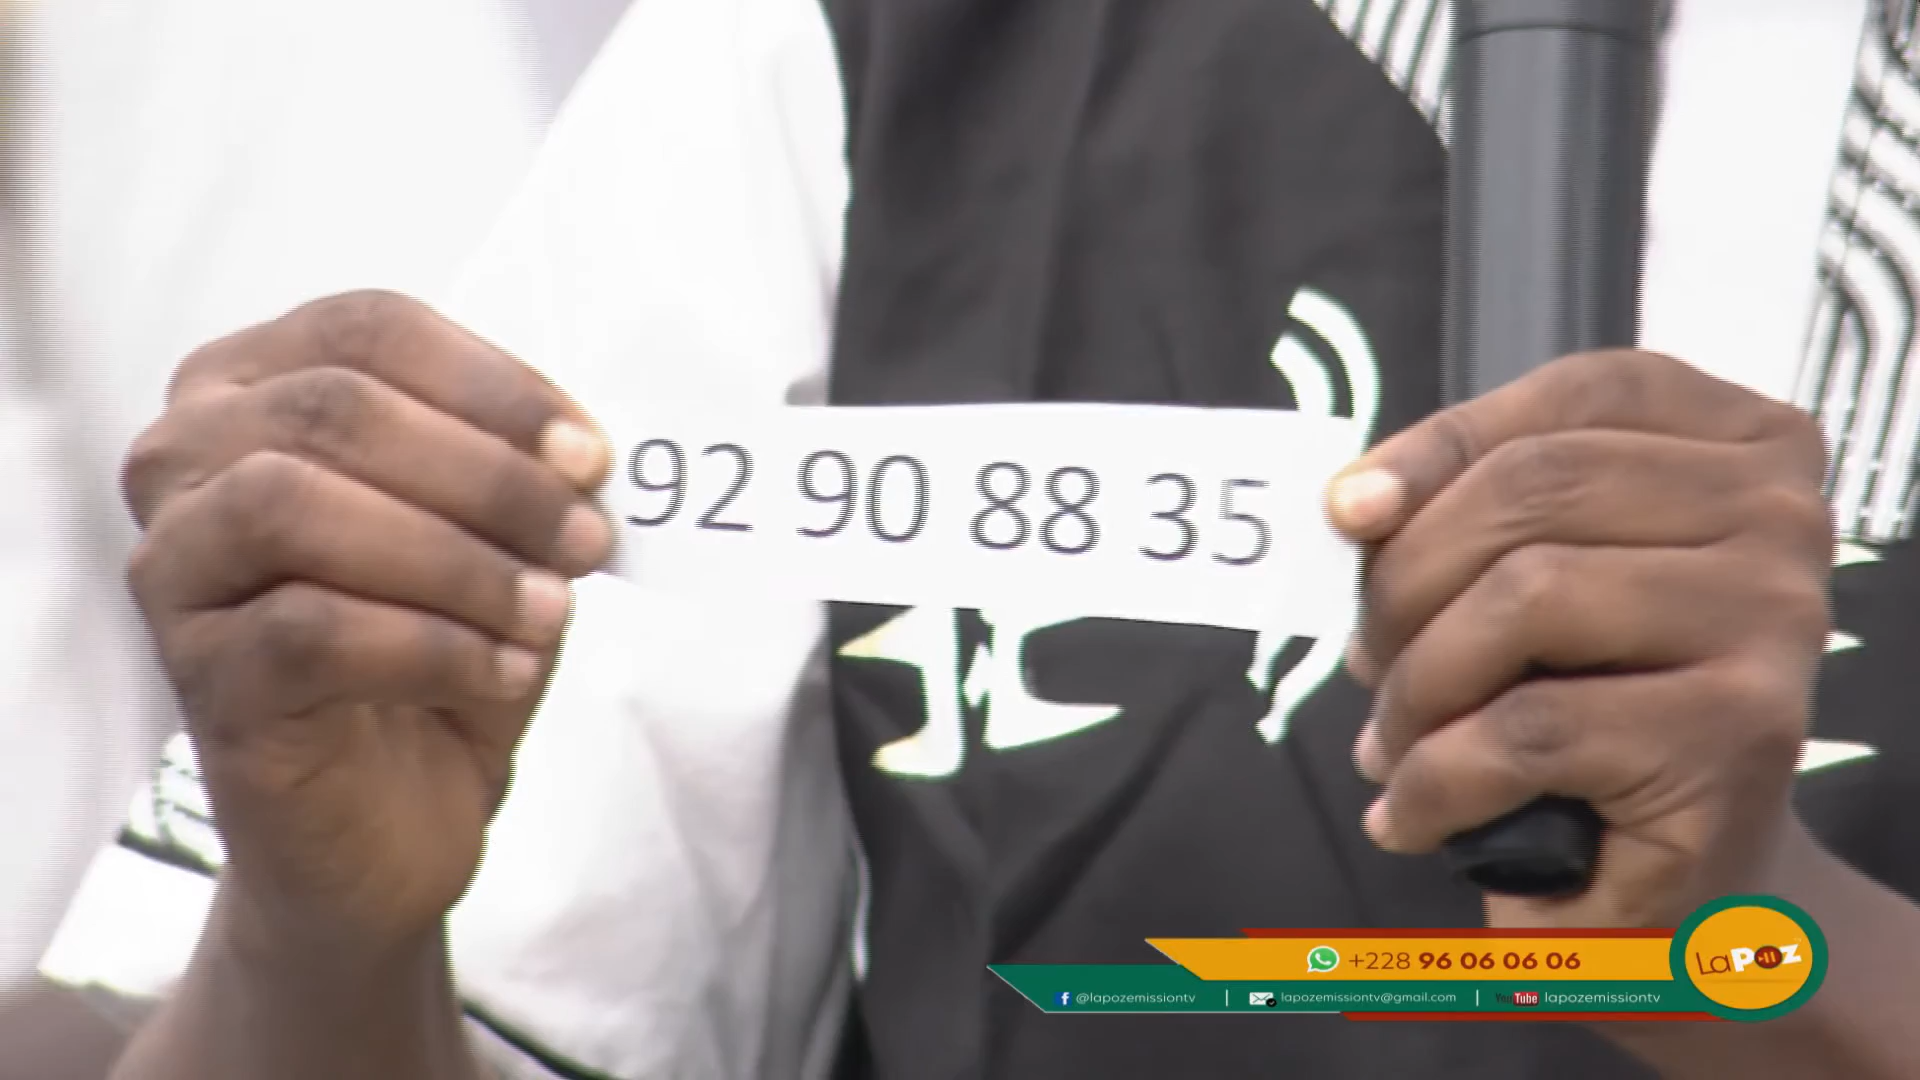 92 90 88 35
+228 96 06 06 06
LaPOZ
@lapozemissiontv | lapozemissiontv@gmail.com | YouTube lapozemissiontv